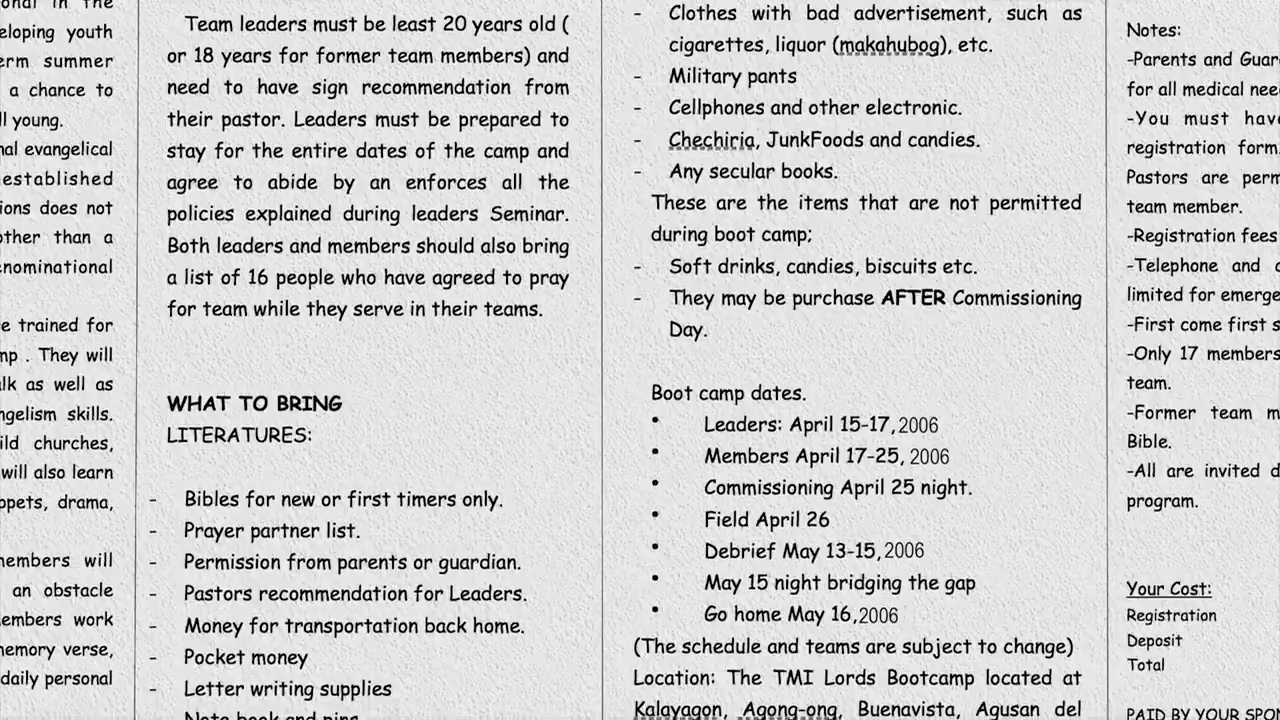 onal in the
eloping youth
erm summer
a chance to
ll young.
nal evangelical
established
ions does not
other than a
enominational
e trained for
mp . They will
alk as well as
ngelism skills.
ild churches,
will also learn
ppets, drama,
members will
an obstacle
embers work
nemory verse,
daily personal
Team leaders must be least 20 years old (
or 18 years for former team members) and
need to have sign recommendation from
their pastor. Leaders must be prepared to
stay for the entire dates of the camp and
agree to abide by an enforces all the
policies explained during leaders Seminar.
Both leaders and members should also bring
a list of 16 people who have agreed to pray
for team while they serve in their teams.
WHAT TO BRING
LITERATURES:
- Bibles for new or first timers only.
- Prayer partner list.
- Permission from parents or guardian.
- Pastors recommendation for Leaders.
- Money for transportation back home.
- Pocket money
- Letter writing supplies
- Note book and pins
- Clothes with bad advertisement, such as
cigarettes, liquor (makahubog), etc.
- Military pants
- Cellphones and other electronic.
- Chechiria, JunkFoods and candies.
- Any secular books.
These are the items that are not permitted
during boot camp;
- Soft drinks, candies, biscuits etc.
- They may be purchase AFTER Commissioning
Day.
Boot camp dates.
• Leaders: April 15-17, 2006
• Members April 17-25, 2006
• Commissioning April 25 night.
• Field April 26
• Debrief May 13-15, 2006
• May 15 night bridging the gap
• Go home May 16, 2006
(The schedule and teams are subject to change)
Location: The TMI Lords Bootcamp located at
Kalayagon, Agong-ong, Buenavista, Agusan del
Notes:
-Parents and Guar
for all medical nee
-You must have
registration form.
Pastors are perm
team member.
-Registration fees
-Telephone and
limited for emerge
-First come first s
-Only 17 members
team.
-Former team m
Bible.
-All are invited d
program.
Your Cost:
Registration
Deposit
Total
PAID BY YOUR SPON